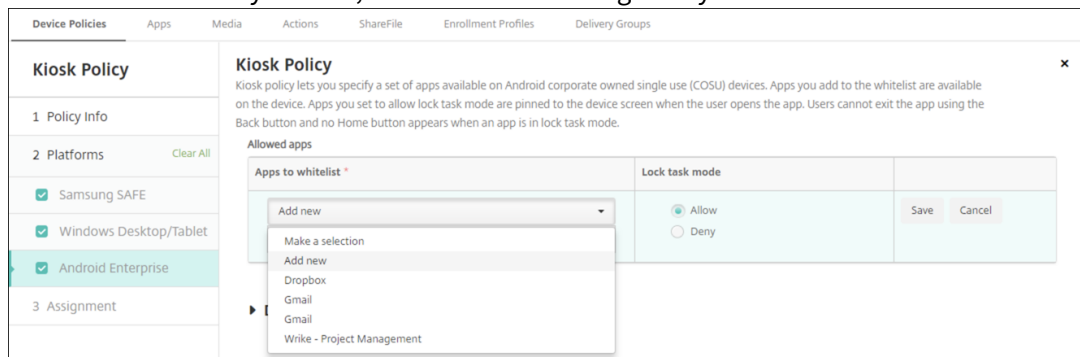 Device Policies Apps Media Actions ShareFile Enrollment Profiles Delivery Groups
Kiosk Policy
1 Policy Info
2 Platforms Clear All
Samsung SAFE
Windows Desktop/Tablet
Android Enterprise
3 Assignment
Kiosk Policy
Kiosk policy lets you specify a set of apps available on Android corporate owned single use (COSU) devices. Apps you add to the whitelist are available
on the device. Apps you set to allow lock task mode are pinned to the device screen when the user opens the app. Users cannot exit the app using the
Back button and no Home button appears when an app is in lock task mode.
Allowed apps
Apps to whitelist * Lock task mode
Add new Allow Save Cancel
Deny
Make a selection
Add new
Dropbox
Gmail
Gmail
Wrike - Project Management